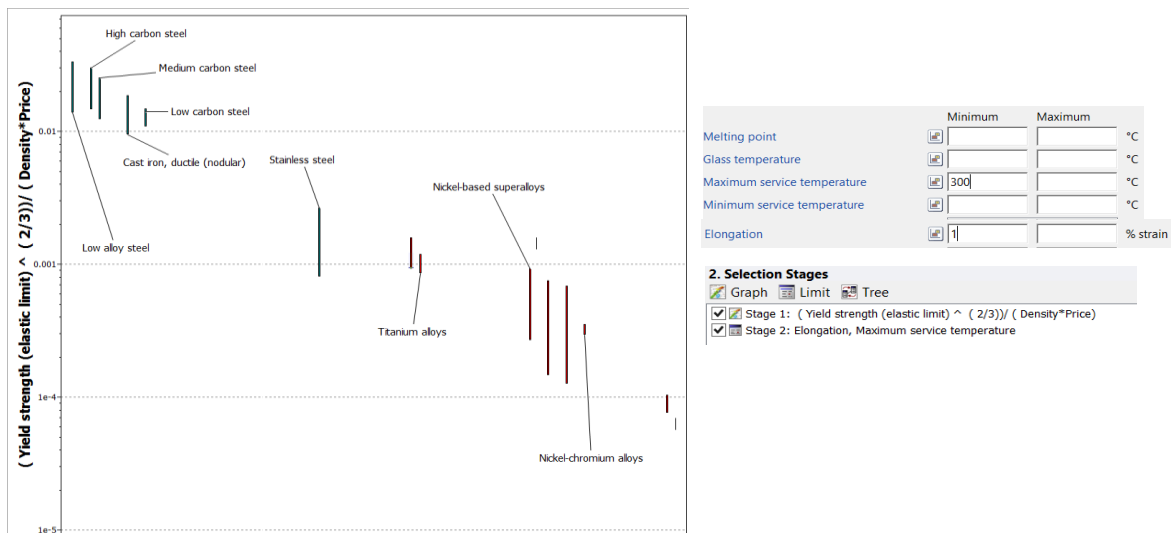 ( Yield strength (elastic limit) ^ ( 2/3))/ ( Density*Price)
0.01
0.001
1e-4
1e-5
High carbon steel
Medium carbon steel
Low carbon steel
Cast iron, ductile (nodular)
Stainless steel
Nickel-based superalloys
Low alloy steel
Titanium alloys
Nickel-chromium alloys
Minimum Maximum
Melting point °C
Glass temperature °C
Maximum service temperature 300 °C
Minimum service temperature °C
Elongation 1 % strain
2. Selection Stages
Graph Limit Tree
Stage 1: ( Yield strength (elastic limit) ^ ( 2/3))/ ( Density*Price)
Stage 2: Elongation, Maximum service temperature